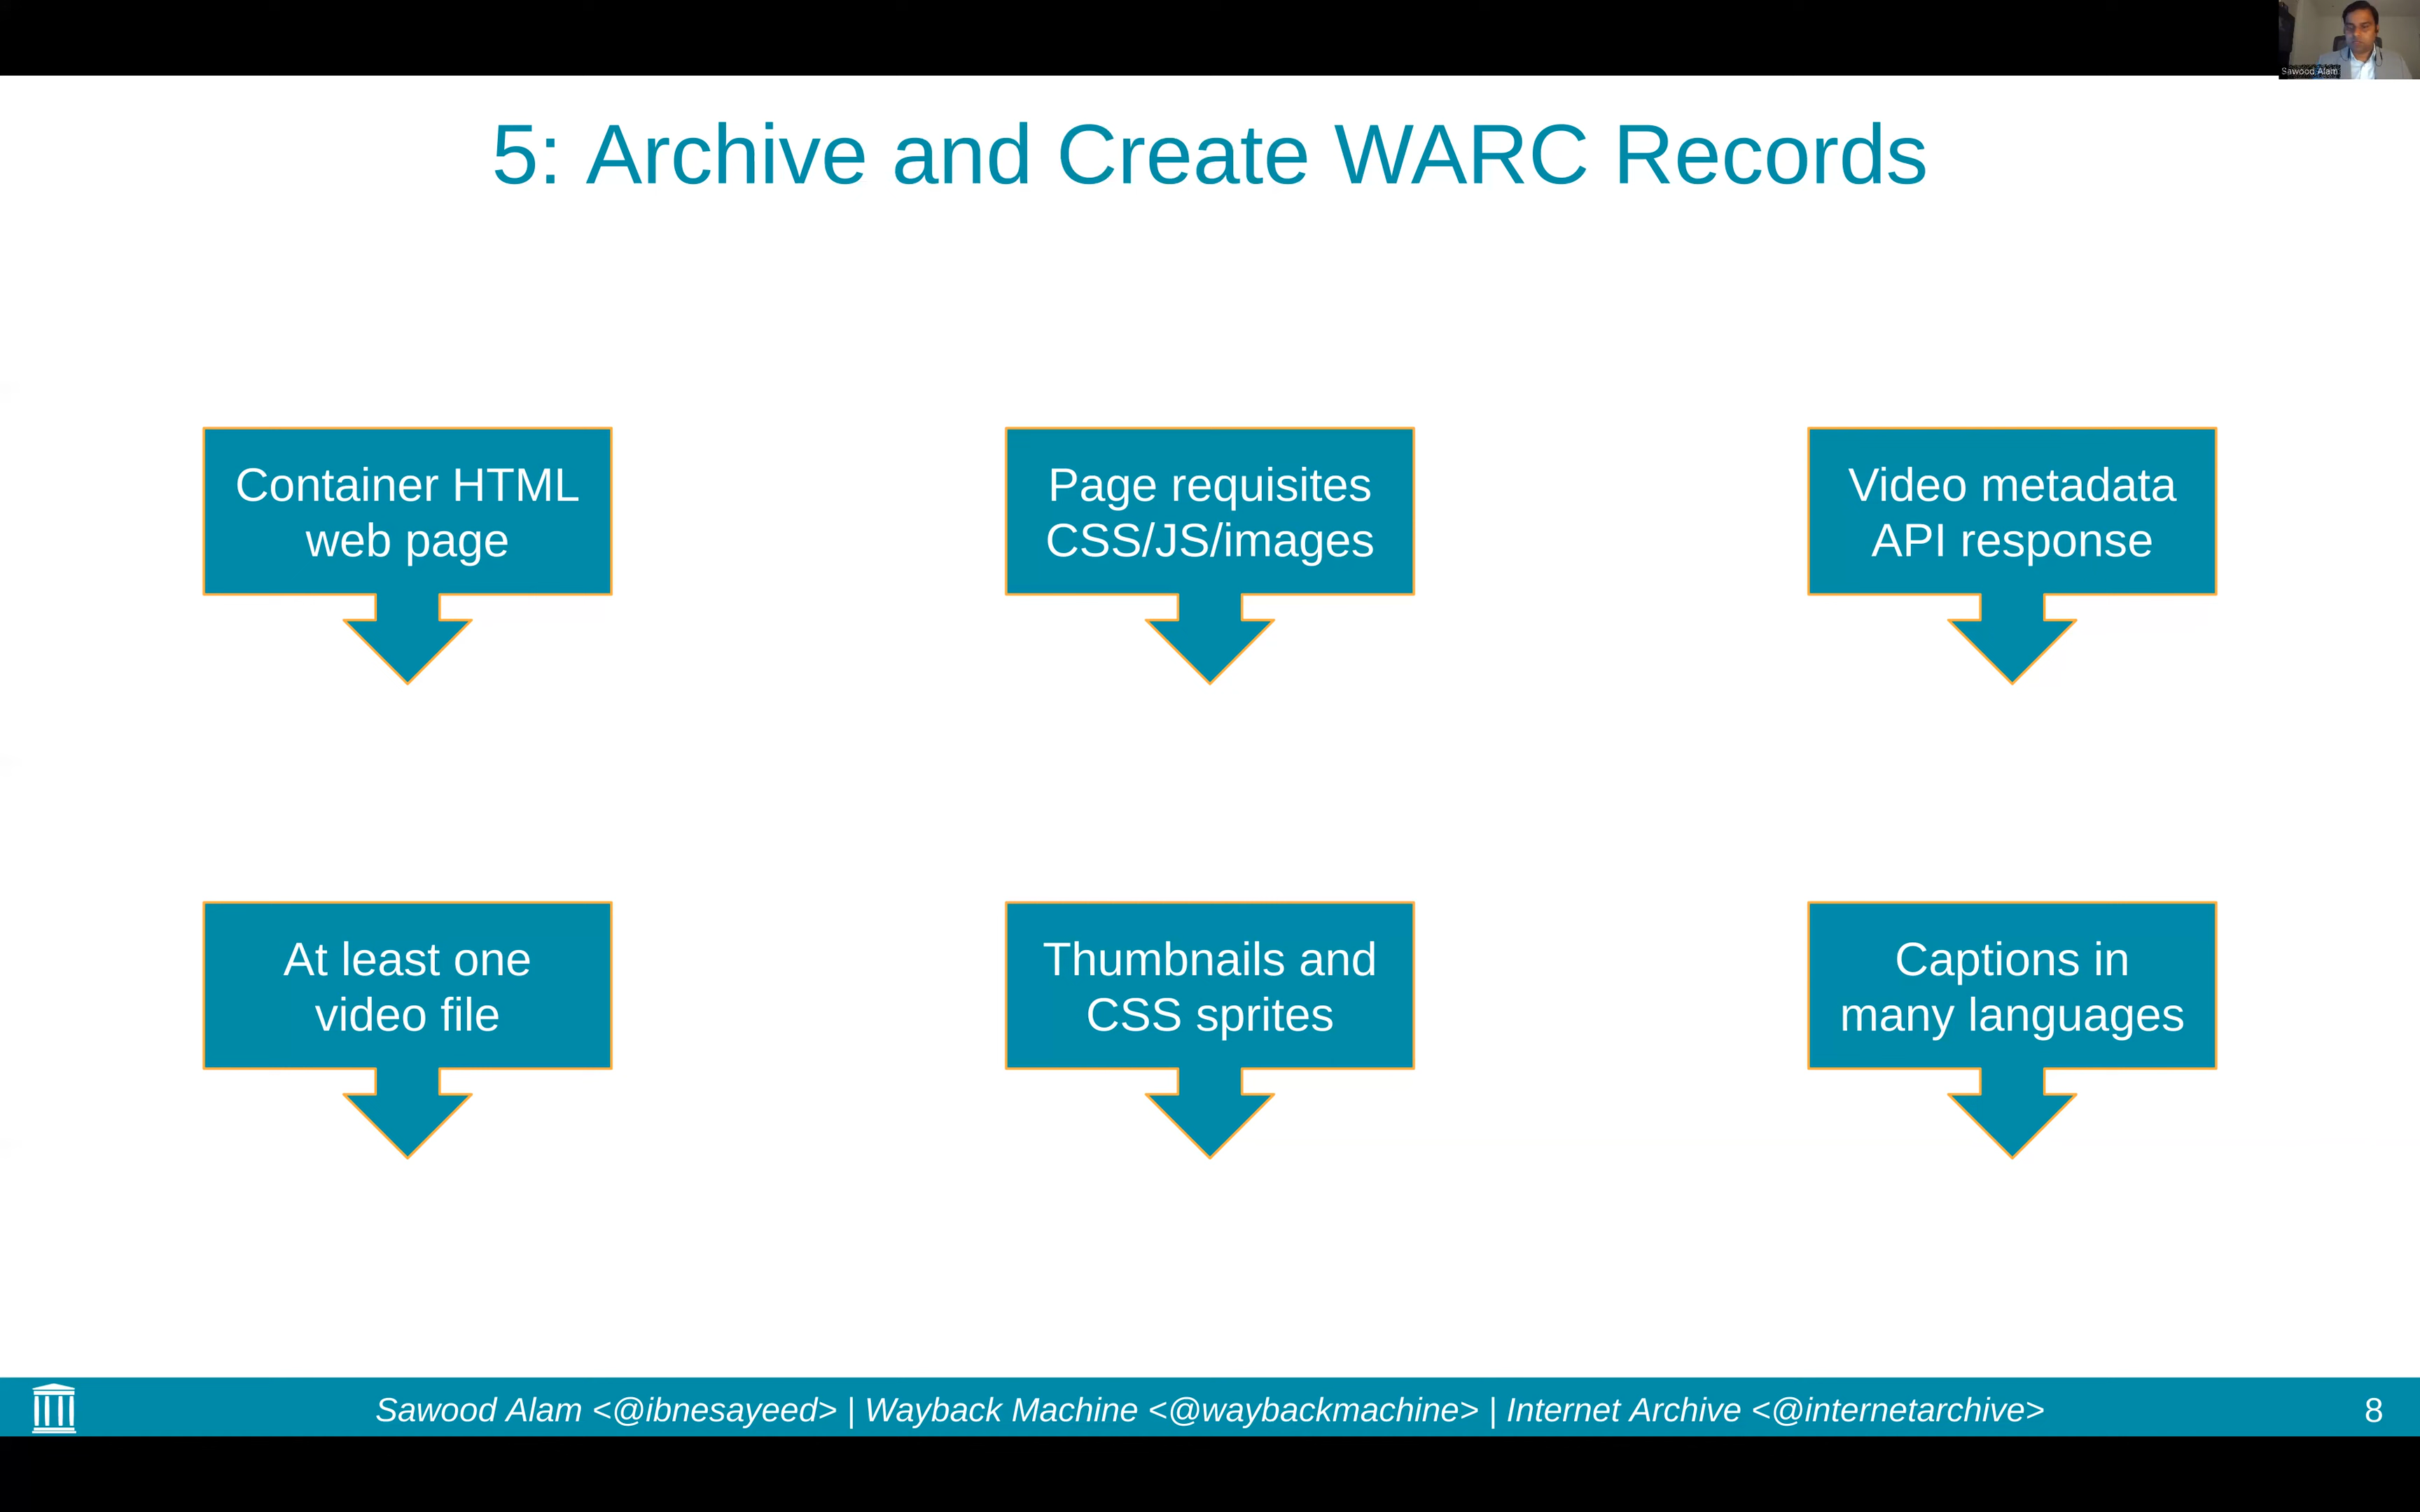 Sawood Alam
5: Archive and Create WARC Records
Container HTML
web page
Page requisites
CSS/JS/images
Video metadata
API response
At least one
video file
Thumbnails and
CSS sprites
Captions in
many languages
Sawood Alam <@ibnesayeed> | Wayback Machine <@waybackmachine> | Internet Archive <@internetarchive>
8